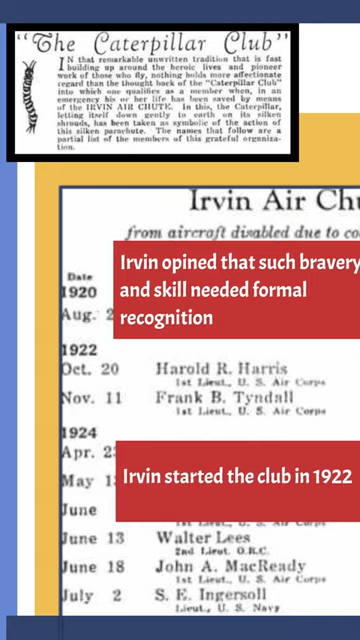 "The Caterpillar Club"
IN that remarkable unwritten tradition that is fast
building up around the heroic lives and pioneer
work of those who fly, nothing holds more affectionate
regard than the thought back of the "Caterpillar Club"
into which one qualifies as a member when, in an
emergency his or her life has been saved by means
of the IRVIN AIR CHUTE. In this, the Caterpillar,
letting itself down gently to earth on its silken
shrouds, has been taken as symbolic of the action of
this silken parachute. The names that follow are a
partial list of the members of this grateful organiza-
tion.
Irvin Air Chu
from aircraft disabled due to co
Irvin opined that such bravery
and skill needed formal
recognition
Date
1920
Aug. 2
1922
Oct. 20 Harold R. Harris
1st Lieut., U. S. Air Corps
Nov. 11 Frank B. Tyndall
1st Lieut., U. S. Air Corps
1924
Apr. 2
May 1
Irvin started the club in 1922
June
June 13 Walter Lees
2nd Lieut. O.R.C.
June 18 John A. MacReady
1st Lieut., U. S. Air Corps
July 2 S. E. Ingersoll
Lieut., U. S. Navy